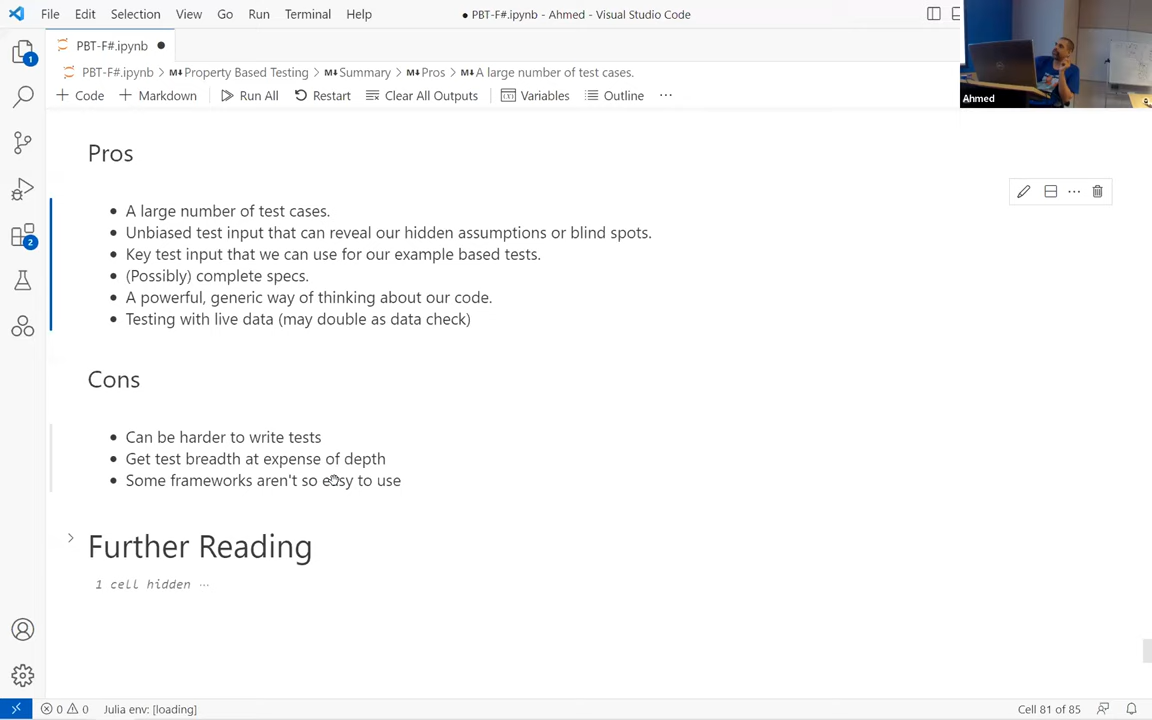 File Edit Selection View Go Run Terminal Help
● PBT-F#.ipynb - Ahmed - Visual Studio Code
PBT-F#.ipynb ●
PBT-F#.ipynb > M↓Property Based Testing > M↓Summary > M↓Pros > M↓A large number of test cases.
+ Code + Markdown Run All Restart Clear All Outputs Variables Outline ···
Ahmed
Pros
• A large number of test cases.
• Unbiased test input that can reveal our hidden assumptions or blind spots.
• Key test input that we can use for our example based tests.
• (Possibly) complete specs.
• A powerful, generic way of thinking about our code.
• Testing with live data (may double as data check)
Cons
• Can be harder to write tests
• Get test breadth at expense of depth
• Some frameworks aren't so easy to use
Further Reading
1 cell hidden ···
1
2
0 0 Julia env: [loading]
Cell 81 of 85